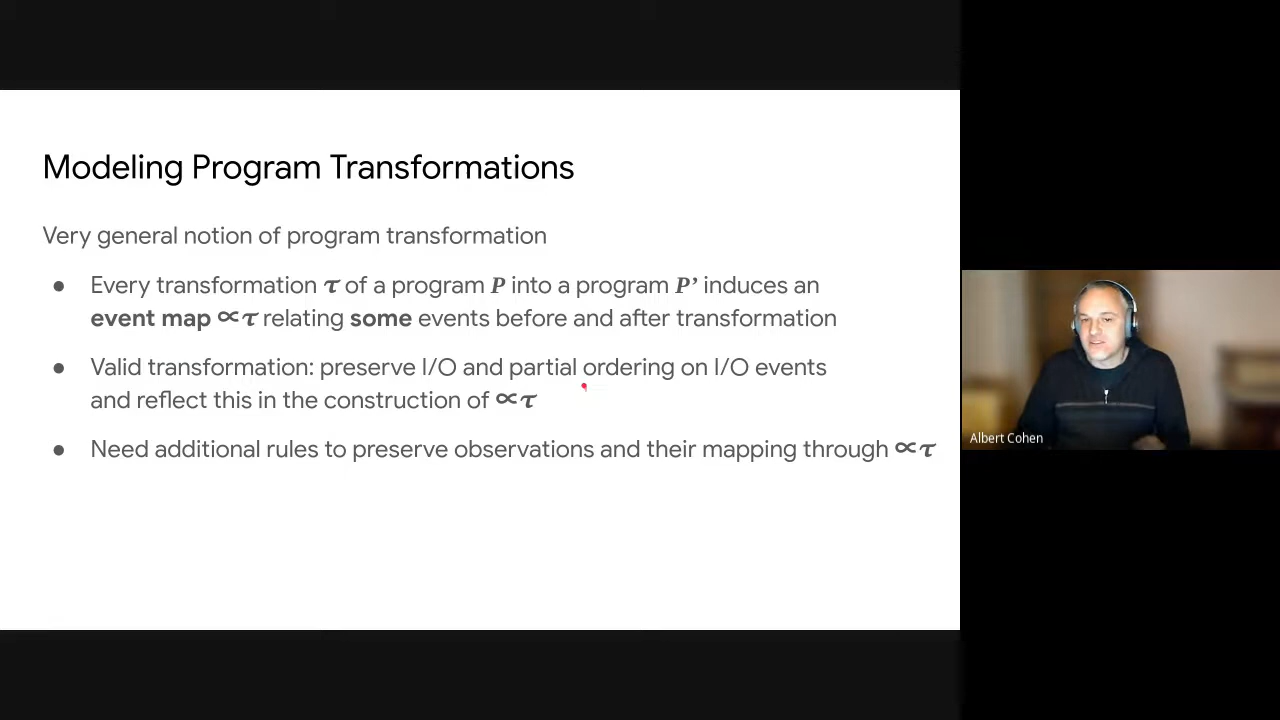 Modeling Program Transformations
Very general notion of program transformation
● Every transformation τ of a program P into a program P’ induces an
event map ∝τ relating some events before and after transformation
● Valid transformation: preserve I/O and partial ordering on I/O events
and reflect this in the construction of ∝τ
● Need additional rules to preserve observations and their mapping through ∝τ
Albert Cohen